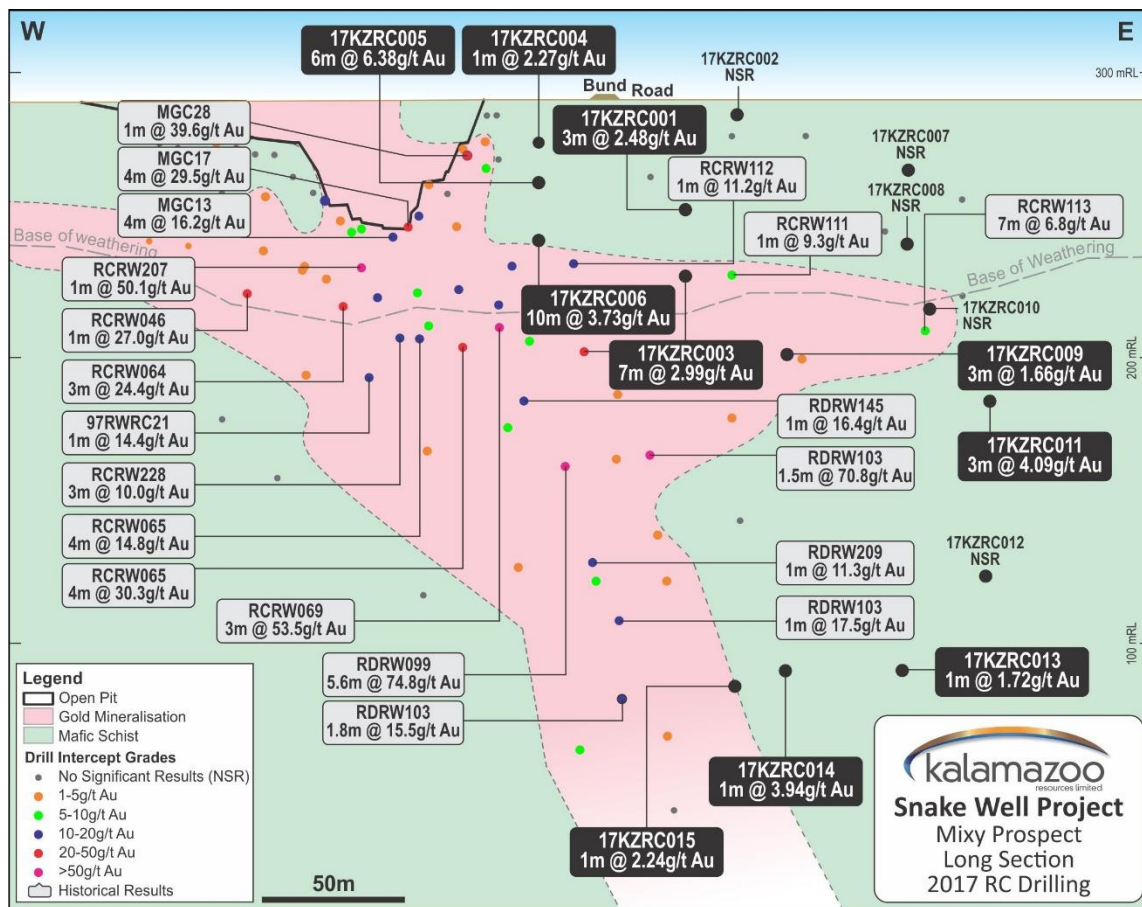 W
E
17KZRC005
6m @ 6.38g/t Au
17KZRC004
1m @ 2.27g/t Au
17KZRC002
NSR
300 mRL
Bund Road
MGC28
1m @ 39.6g/t Au
17KZRC001
3m @ 2.48g/t Au
17KZRC007
NSR
MGC17
4m @ 29.5g/t Au
RCRW112
1m @ 11.2g/t Au
17KZRC008
NSR
MGC13
4m @ 16.2g/t Au
RCRW111
1m @ 9.3g/t Au
RCRW113
7m @ 6.8g/t Au
Base of weathering
Base of Weathering
RCRW207
1m @ 50.1g/t Au
17KZRC006
10m @ 3.73g/t Au
17KZRC010
NSR
RCRW046
1m @ 27.0g/t Au
17KZRC003
7m @ 2.99g/t Au
17KZRC009
3m @ 1.66g/t Au
200 mRL
RCRW064
3m @ 24.4g/t Au
97RWRC21
1m @ 14.4g/t Au
RDRW145
1m @ 16.4g/t Au
17KZRC011
3m @ 4.09g/t Au
RCRW228
3m @ 10.0g/t Au
RDRW103
1.5m @ 70.8g/t Au
RCRW065
4m @ 14.8g/t Au
RDRW209
1m @ 11.3g/t Au
17KZRC012
NSR
RCRW065
4m @ 30.3g/t Au
RCRW069
3m @ 53.5g/t Au
RDRW103
1m @ 17.5g/t Au
100 mRL
RDRW099
5.6m @ 74.8g/t Au
17KZRC013
1m @ 1.72g/t Au
RDRW103
1.8m @ 15.5g/t Au
17KZRC014
1m @ 3.94g/t Au
17KZRC015
1m @ 2.24g/t Au
Legend
Open Pit
Gold Mineralisation
Mafic Schist
Drill Intercept Grades
No Significant Results (NSR)
1-5g/t Au
5-10g/t Au
10-20g/t Au
20-50g/t Au
>50g/t Au
Historical Results
50m
kalamazoo
resources limited
Snake Well Project
Mixy Prospect
Long Section
2017 RC Drilling